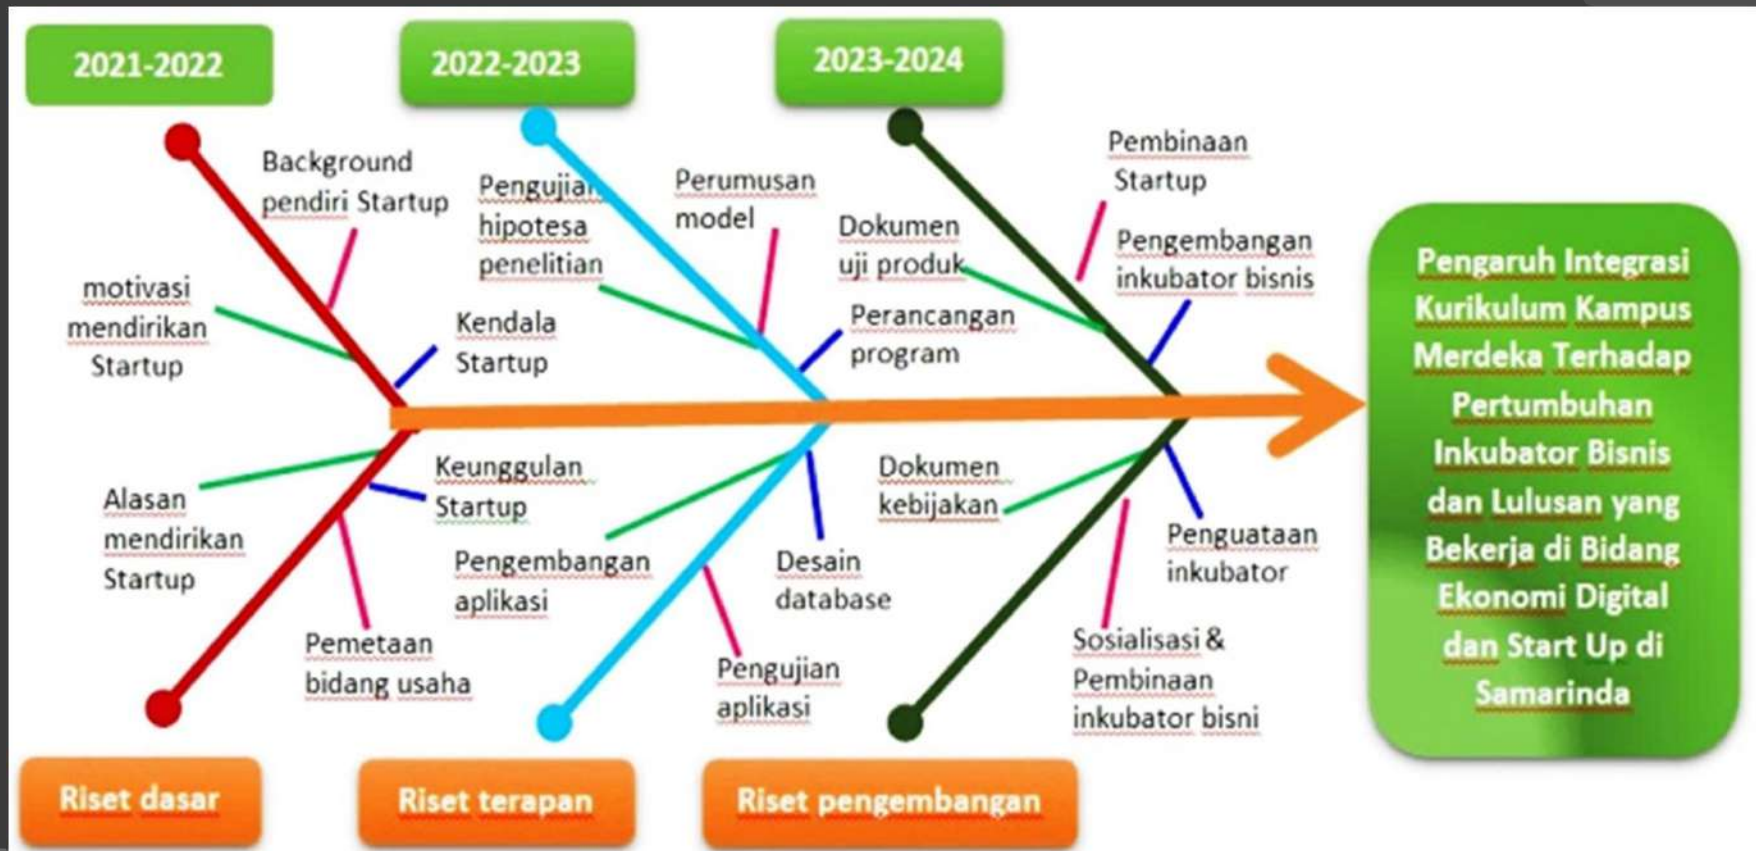 2021-2022
2022-2023
2023-2024
Background
pendiri Startup
motivasi
mendirikan
Startup
Kendala
Startup
Pengujian
hipotesa
penelitian
Perumusan
model
Perancangan
program
Dokumen
uji produk
Pembinaan
Startup
Pengembangan
inkubator bisnis
Alasan
mendirikan
Startup
Keunggulan
Startup
Pemetaan
bidang usaha
Pengembangan
aplikasi
Desain
database
Pengujian
aplikasi
Dokumen
kebijakan
Penguataan
inkubator
Sosialisasi &
Pembinaan
inkubator bisni
Pengaruh Integrasi
Kurikulum Kampus
Merdeka Terhadap
Pertumbuhan
Inkubator Bisnis
dan Lulusan yang
Bekerja di Bidang
Ekonomi Digital
dan Start Up di
Samarinda
Riset dasar
Riset terapan
Riset pengembangan